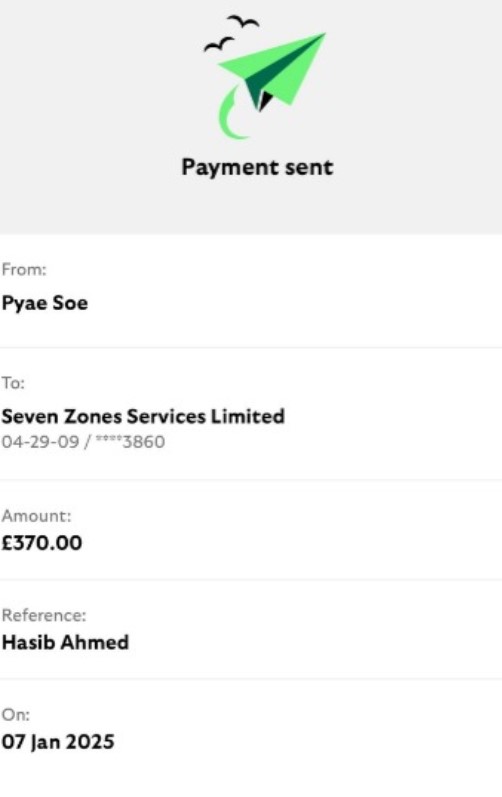 Payment sent
From:
Pyae Soe
To:
Seven Zones Services Limited
04-29-09 / ****3860
Amount:
£370.00
Reference:
Hasib Ahmed
On:
07 Jan 2025